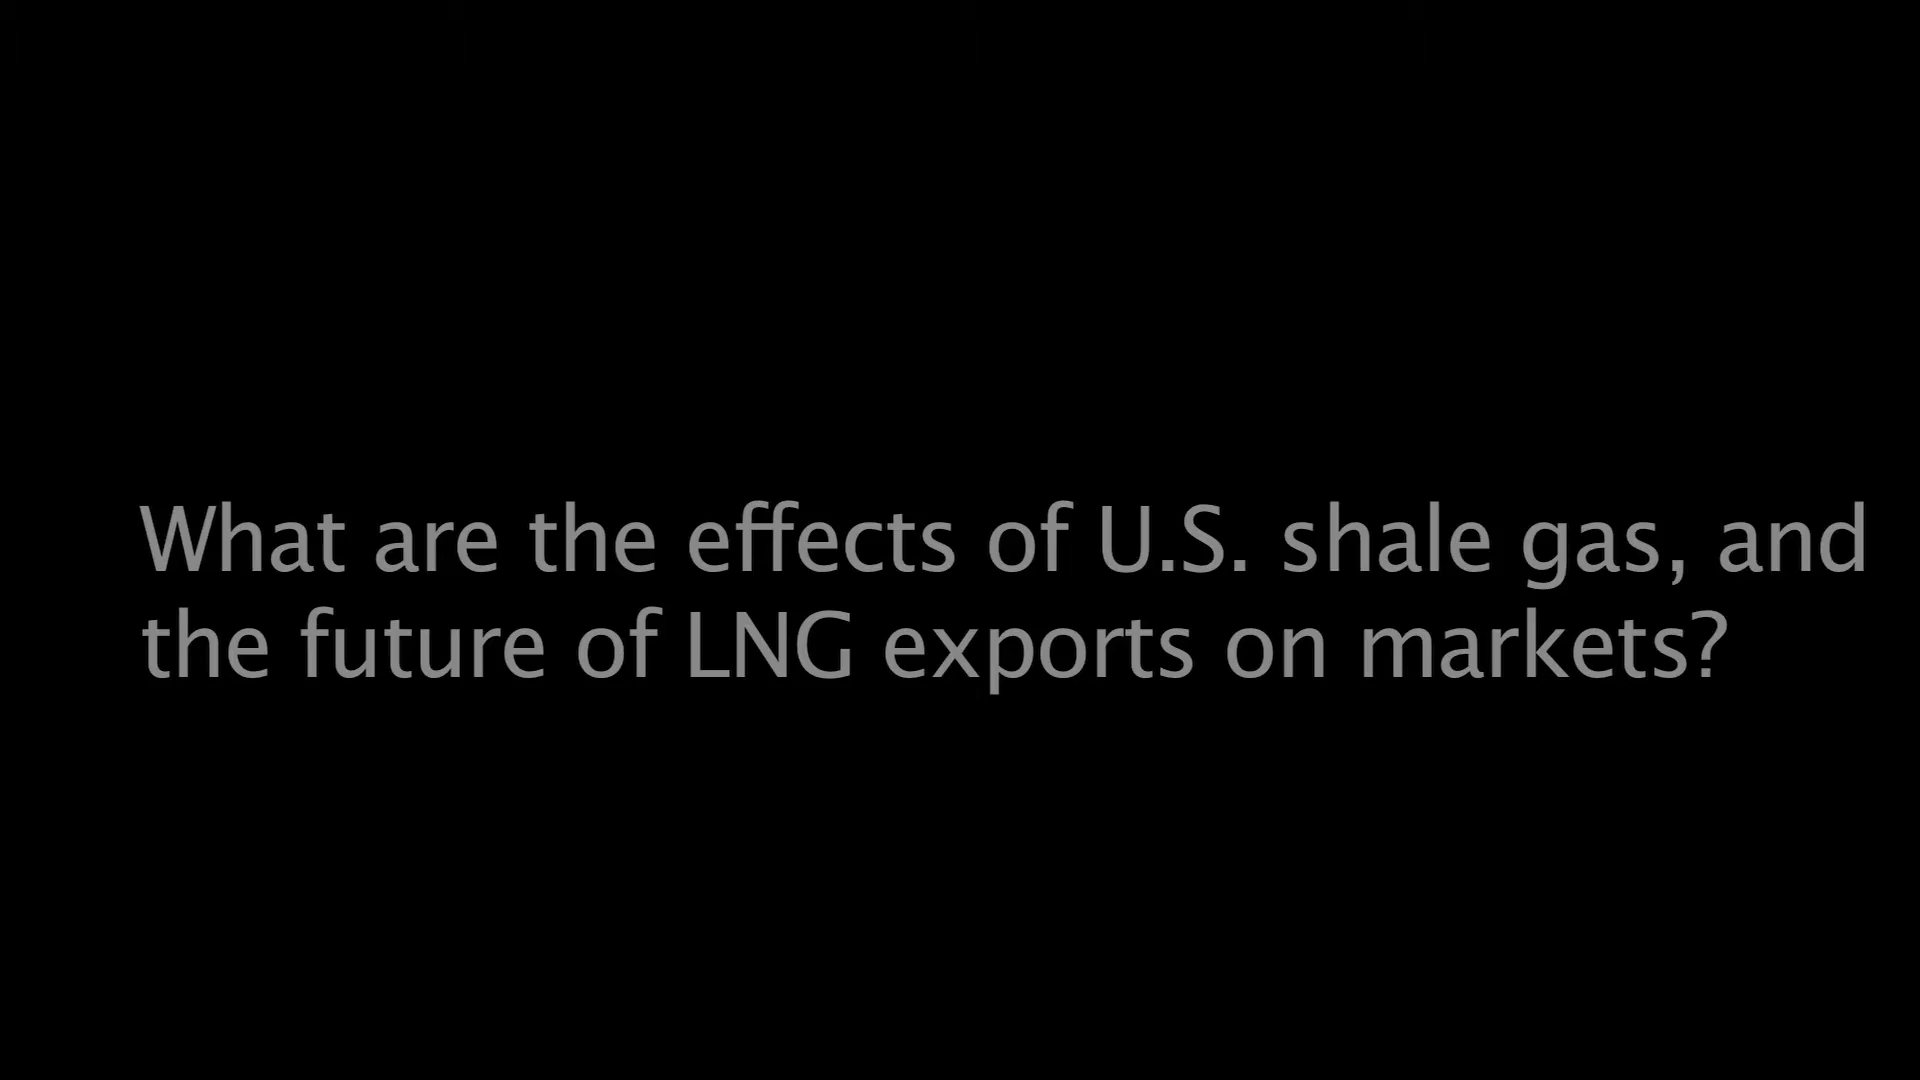 What are the effects of U.S. shale gas, and
the future of LNG exports on markets?